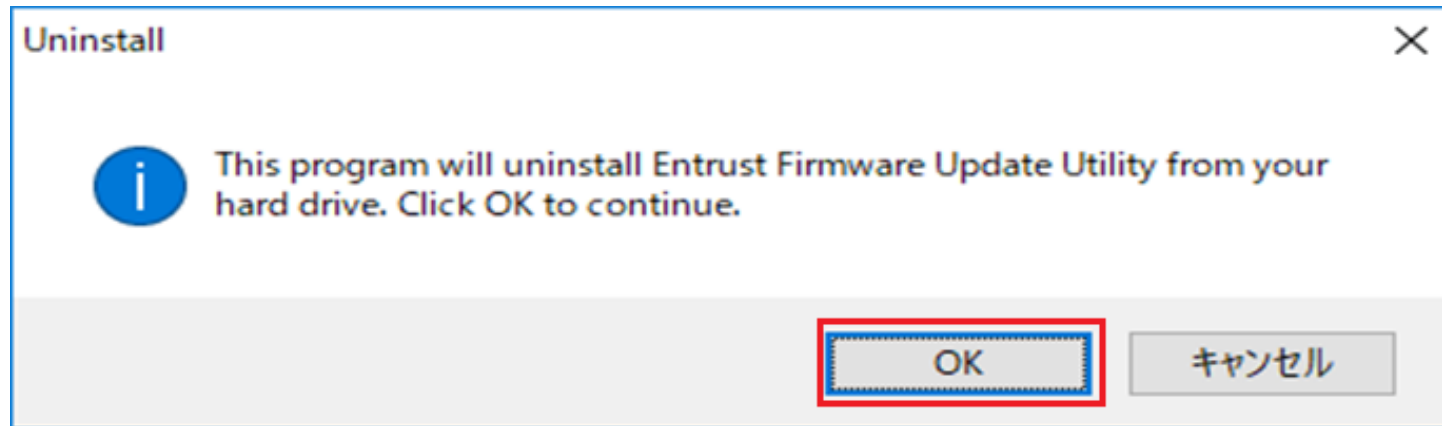 Uninstall
This program will uninstall Entrust Firmware Update Utility from your
hard drive. Click OK to continue.
OK
キャンセル